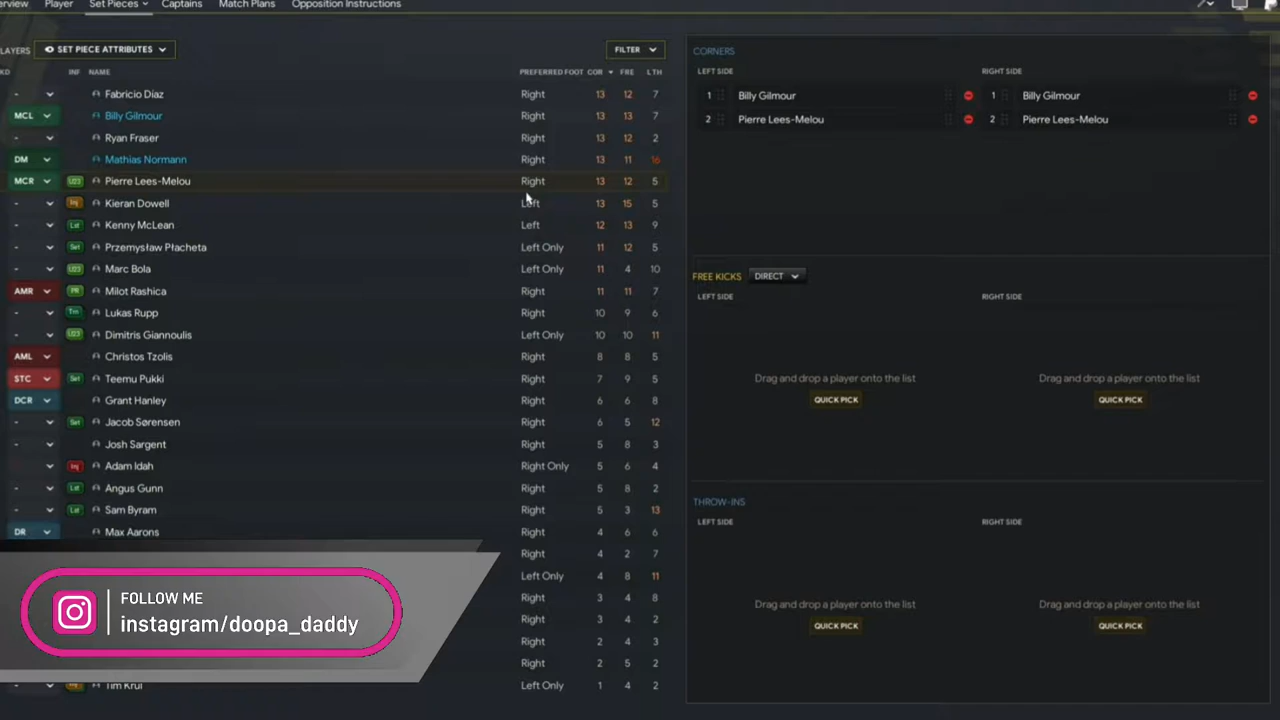 erview Player Set Pieces Captains Match Plans Opposition Instructions
LAYERS SET PIECE ATTRIBUTES FILTER
KD INF NAME PREFERRED FOOT COR FRE LTH
- Fabricio Diaz Right 13 12 7
MCL Billy Gilmour Right 13 13 7
- Ryan Fraser Right 13 12 2
DM Mathias Normann Right 13 11 16
MCR U23 Pierre Lees-Melou Right 13 12 5
- Inj Kieran Dowell Left 13 15 5
- Lst Kenny McLean Left 12 13 9
- Set Przemysław Płacheta Left Only 11 12 5
- U23 Marc Bola Left Only 11 4 10
AMR PR Milot Rashica Right 11 11 7
- Trn Lukas Rupp Right 10 9 6
- U23 Dimitris Giannoulis Left Only 10 10 11
AML Christos Tzolis Right 8 8 5
STC Set Teemu Pukki Right 7 9 5
DCR Grant Hanley Right 6 6 8
- Set Jacob Sørensen Right 6 5 12
- Josh Sargent Right 5 8 3
Inj Adam Idah Right Only 5 6 4
- Lst Angus Gunn Right 5 8 2
- Lst Sam Byram Right 5 3 13
DR Max Aarons Right 4 6 6
Right 4 2 7
Left Only 4 8 11
Right 3 4 8
Right 3 4 2
Right 2 4 3
Right 2 5 2
Tim Krul Left Only 1 4 2
CORNERS
LEFT SIDE RIGHT SIDE
1 Billy Gilmour 1 Billy Gilmour
2 Pierre Lees-Melou 2 Pierre Lees-Melou
FREE KICKS DIRECT
LEFT SIDE RIGHT SIDE
Drag and drop a player onto the list Drag and drop a player onto the list
QUICK PICK QUICK PICK
THROW-INS
LEFT SIDE RIGHT SIDE
Drag and drop a player onto the list Drag and drop a player onto the list
QUICK PICK QUICK PICK
FOLLOW ME
instagram/doopa_daddy